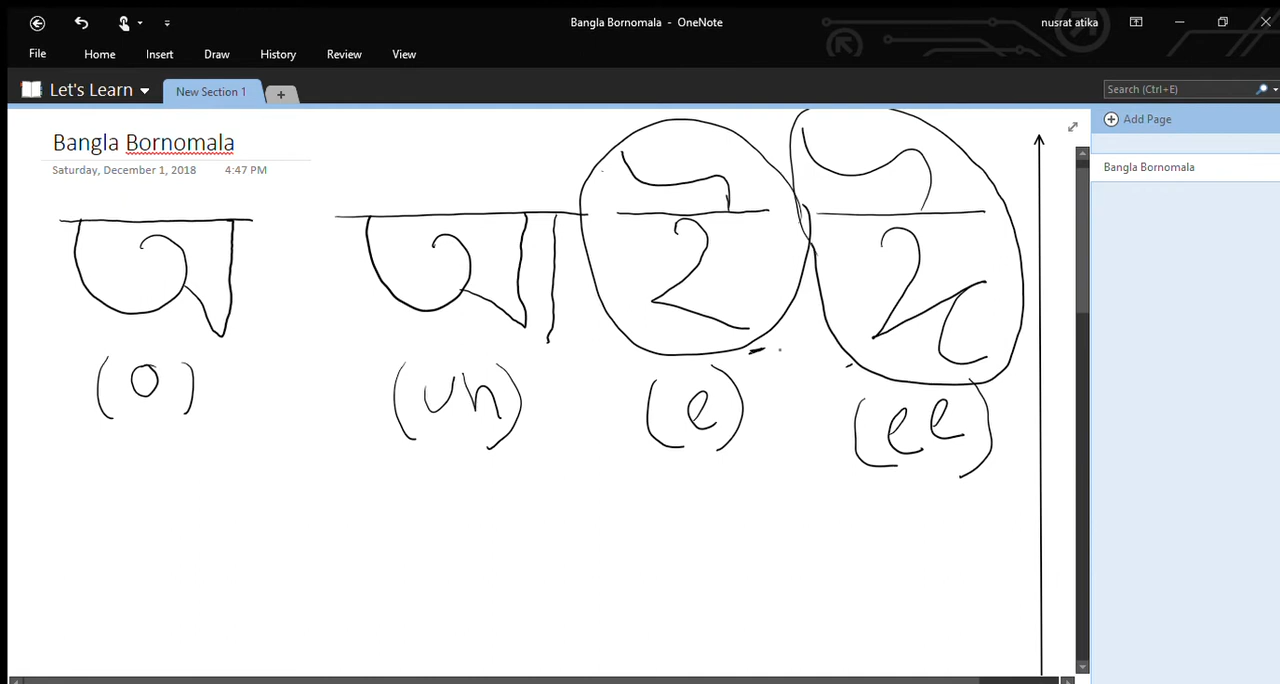 Bangla Bornomala - OneNote
nusrat atika
File Home Insert Draw History Review View
Let's Learn
New Section 1
Search (Ctrl+E)
Add Page
Bangla Bornomala
Bangla Bornomala
Saturday, December 1, 2018 4:47 PM
অ আ ই ঈ
(o) (uh) (e) (ee)